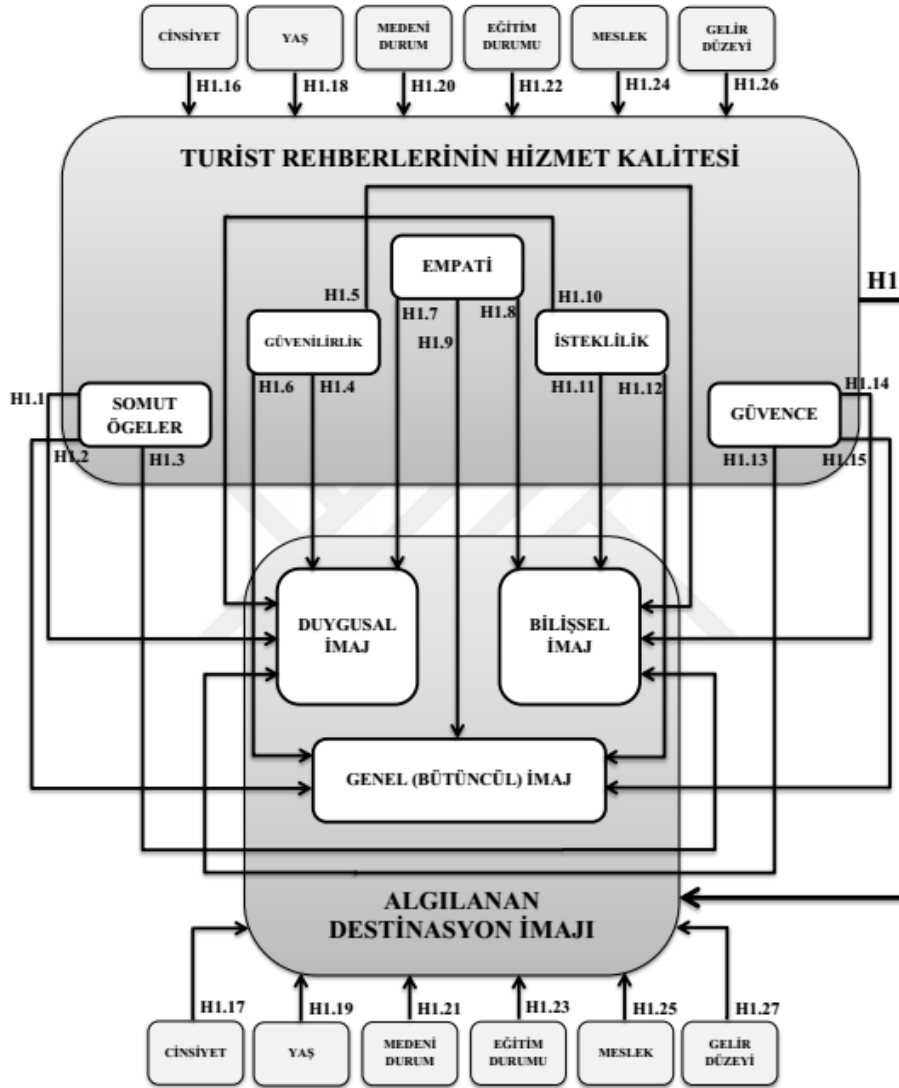 CİNSİYET
YAŞ
MEDENİ
DURUM
EĞİTİM
DURUMU
MESLEK
GELİR
DÜZEYİ
H1.16
H1.18
H1.20
H1.22
H1.24
H1.26
TURIST REHBERLERİNİN HİZMET KALİTESİ
EMPATİ
H1
H1.5
H1.7
H1.8
H1.10
H1.9
GÜVENİLİRLİK
İSTEKLİLİK
H1.6
H1.4
H1.11
H1.12
H1.1
H1.14
SOMUT
ÖGELER
GÜVENCE
H1.2
H1.3
H1.13
H1.15
DUYGUSAL
İMAJ
BİLİŞSEL
İMAJ
GENEL (BÜTÜNCÜL) İMAJ
ALGILANAN
DESTİNASYON İMAJI
H1.17
H1.19
H1.21
H1.23
H1.25
H1.27
CİNSİYET
YAŞ
MEDENİ
DURUM
EĞİTİM
DURUMU
MESLEK
GELİR
DÜZEYİ